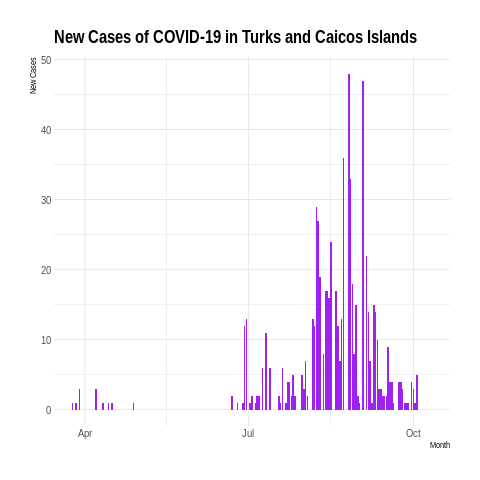 New Cases of COVID-19 in Turks and Caicos Islands
New Cases
50
40
30
20
10
0
Apr
Jul
Oct
Month